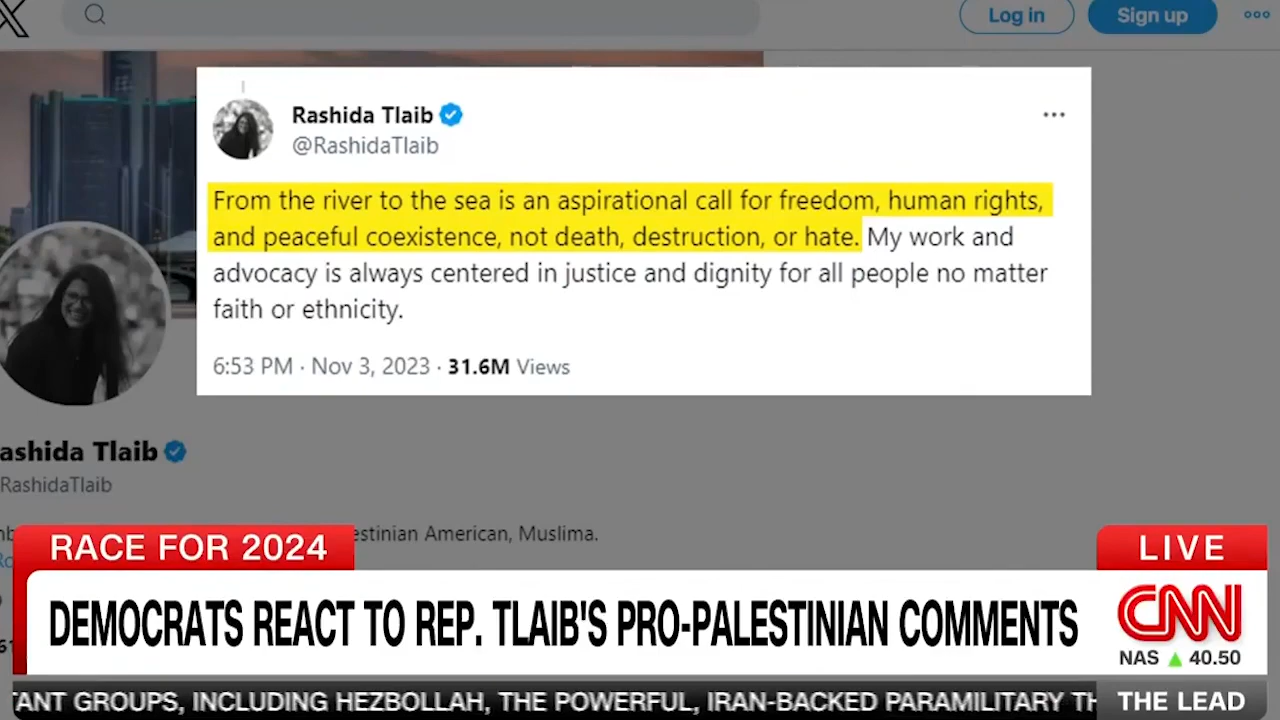 X
Log in
Sign up
Rashida Tlaib
@RashidaTlaib
From the river to the sea is an aspirational call for freedom, human rights,
and peaceful coexistence, not death, destruction, or hate. My work and
advocacy is always centered in justice and dignity for all people no matter
faith or ethnicity.
6:53 PM · Nov 3, 2023 · 31.6M Views
ashida Tlaib
RashidaTlaib
estinian American, Muslima.
RACE FOR 2024
LIVE
DEMOCRATS REACT TO REP. TLAIB'S PRO-PALESTINIAN COMMENTS
CNN
NAS ▲ 40.50
TANT GROUPS, INCLUDING HEZBOLLAH, THE POWERFUL, IRAN-BACKED PARAMILITARY TH
THE LEAD